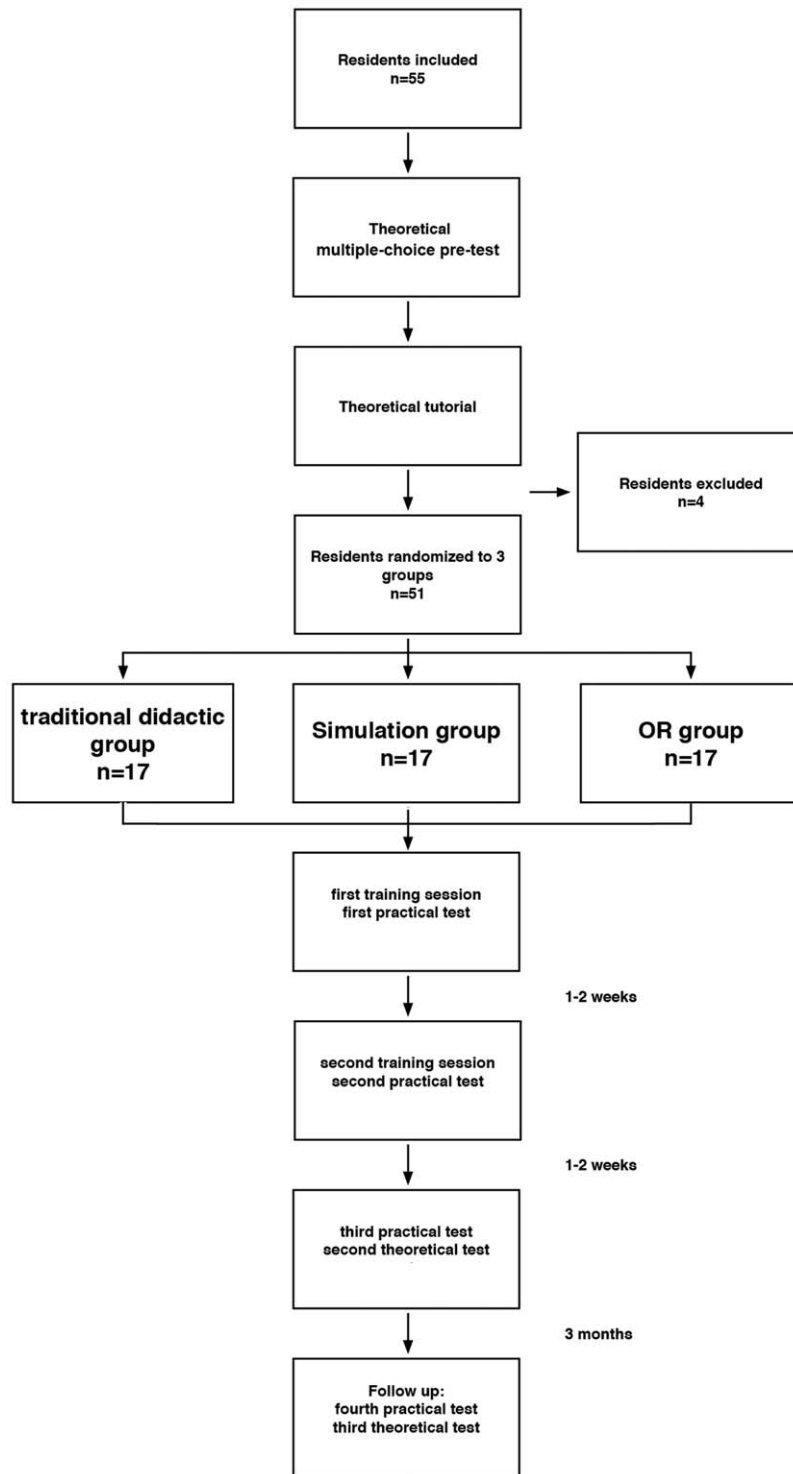 Residents included
n=55
Theoretical
multiple-choice pre-test
Theoretical tutorial
Residents excluded
n=4
Residents randomized to 3
groups
n=51
traditional didactic
group
n=17
Simulation group
n=17
OR group
n=17
first training session
first practical test
1-2 weeks
second training session
second practical test
1-2 weeks
third practical test
second theoretical test
3 months
Follow up:
fourth practical test
third theoretical test